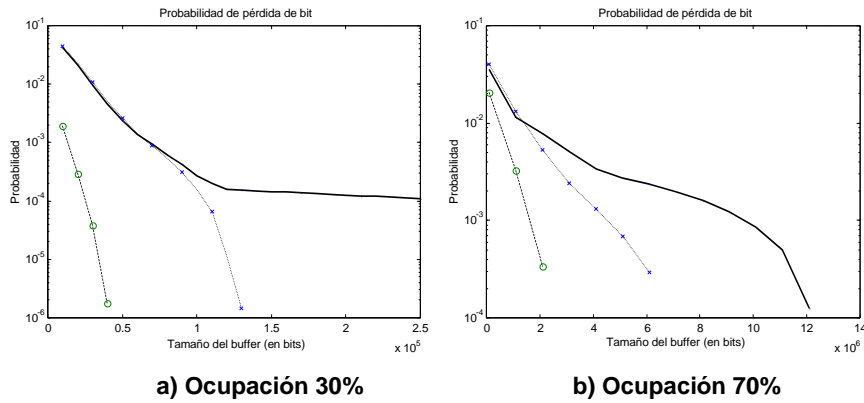 Probabilidad de pérdida de bit
10^-1
10^-2
10^-3
10^-4
10^-5
10^-6
Probabilidad
0 0.5 1 1.5 2 2.5
Tamaño del buffer (en bits)
x 10^5
a) Ocupación 30%
Probabilidad de pérdida de bit
10^-1
10^-2
10^-3
10^-4
Probabilidad
0 2 4 6 8 10 12 14
Tamaño del buffer (en bits)
x 10^6
b) Ocupación 70%